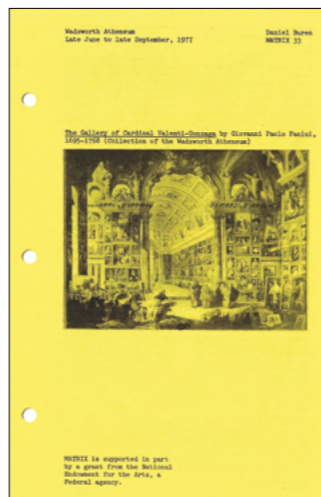 Wadsworth Atheneum
Late June to late September, 1977
Daniel Buren
MATRIX 33
The Gallery of Cardinal Valenti-Gonzaga by Giovanni Paolo Panini,
1695-1768 (Collection of the Wadsworth Atheneum)
MATRIX is supported in part
by a grant from the National
Endowment for the Arts, a
Federal agency.